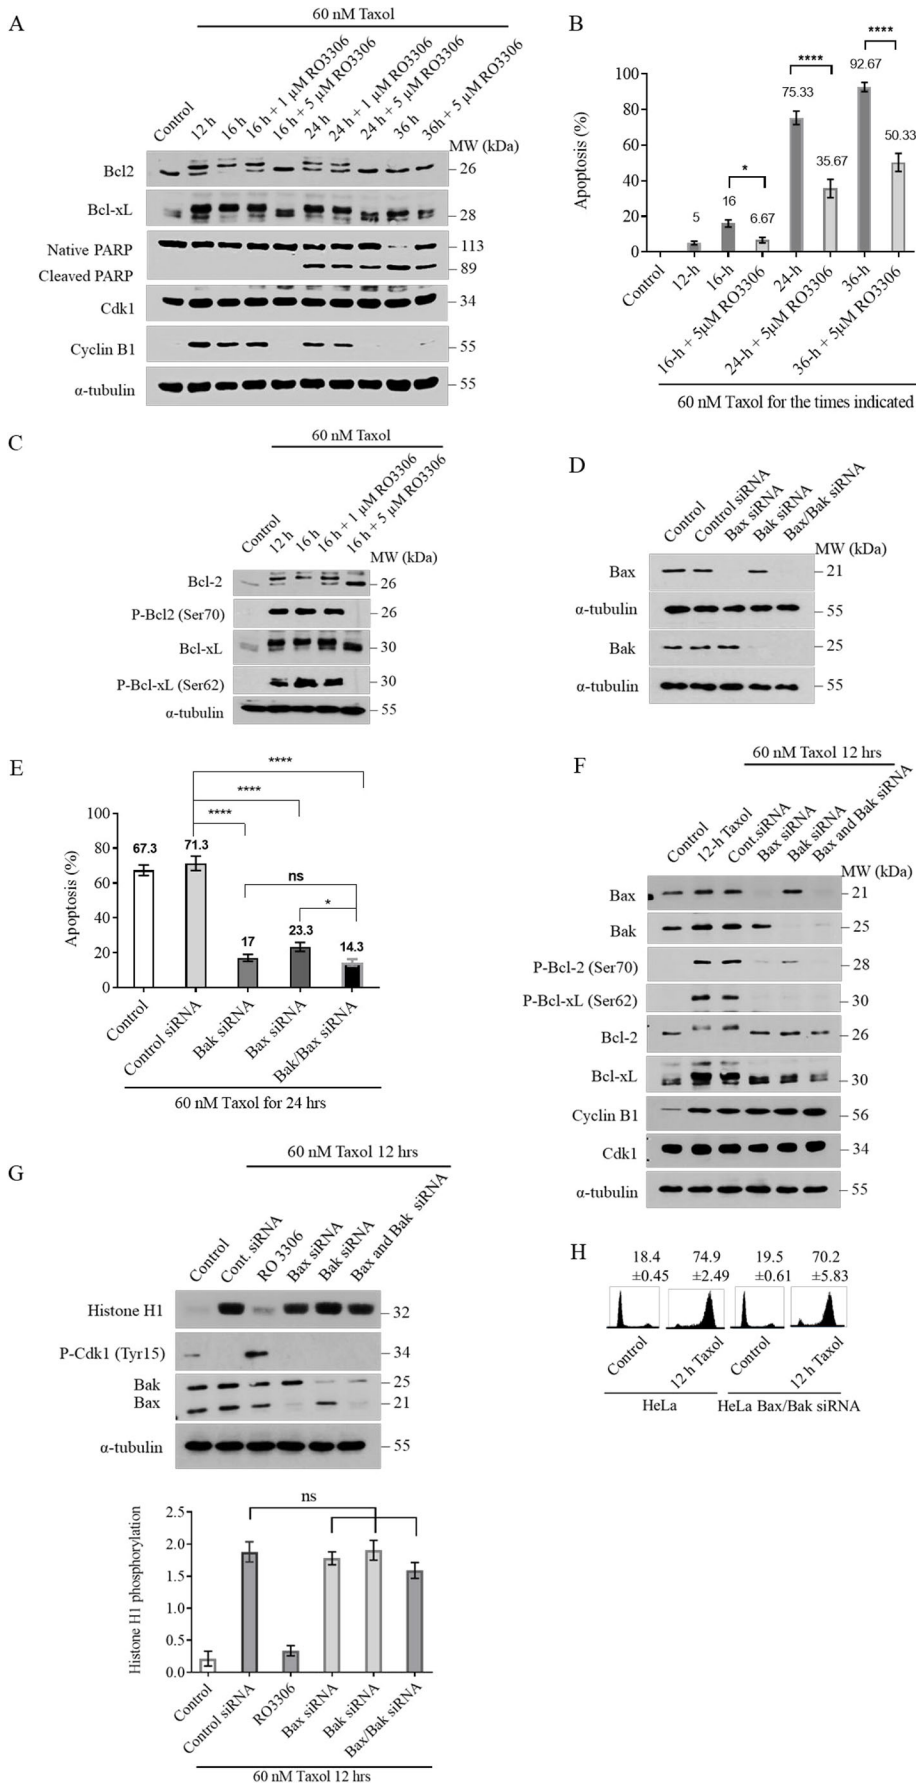 A
60 nM Taxol
Control
12 h
16 h
16 h + 1 μM RO3306
16 h + 5 μM RO3306
24 h
24 h + 1 μM RO3306
24 h + 5 μM RO3306
36 h
36h + 5 μM RO3306
MW (kDa)
Bcl2
26
Bcl-xL
28
Native PARP
113
Cleaved PARP
89
Cdk1
34
Cyclin B1
55
α-tubulin
55
B
Apoptosis (%)
100
80
60
40
20
0
5
16
6.67
75.33
35.67
92.67
50.33
*
****
****
Control
12-h
16-h
16-h + 5μM RO3306
24-h
24-h + 5μM RO3306
36-h
36-h + 5μM RO3306
60 nM Taxol for the times indicated
C
60 nM Taxol
Control
12 h
16 h
16 h + 1 μM RO3306
16 h + 5 μM RO3306
MW (kDa)
Bcl-2
26
P-Bcl2 (Ser70)
26
Bcl-xL
30
P-Bcl-xL (Ser62)
30
α-tubulin
55
D
Control
Control siRNA
Bax siRNA
Bak siRNA
Bax/Bak siRNA
MW (kDa)
Bax
21
α-tubulin
55
Bak
25
α-tubulin
55
E
****
****
****
ns
*
Apoptosis (%)
100
80
60
40
20
0
67.3
71.3
17
23.3
14.3
Control
Control siRNA
Bak siRNA
Bax siRNA
Bak/Bax siRNA
60 nM Taxol for 24 hrs
F
60 nM Taxol 12 hrs
Control
12-h Taxol
Cont.siRNA
Bax siRNA
Bak siRNA
Bax and Bak siRNA
MW (kDa)
Bax
21
Bak
25
P-Bcl-2 (Ser70)
28
P-Bcl-xL (Ser62)
30
Bcl-2
26
Bcl-xL
30
Cyclin B1
56
Cdk1
34
α-tubulin
55
G
60 nM Taxol 12 hrs
Control
Cont. siRNA
RO 3306
Bax siRNA
Bak siRNA
Bax and Bak siRNA
Histone H1
32
P-Cdk1 (Tyr15)
34
Bak
25
Bax
21
α-tubulin
55
ns
Histone H1 phosphorylation
2.5
2.0
1.5
1.0
0.5
0.0
Control
Control siRNA
RO3306
Bax siRNA
Bak siRNA
Bax/Bak siRNA
60 nM Taxol 12 hrs
H
18.4 74.9 19.5 70.2
±0.45 ±2.49 ±0.61 ±5.83
Control
12 h Taxol
Control
12 h Taxol
HeLa
HeLa Bax/Bak siRNA